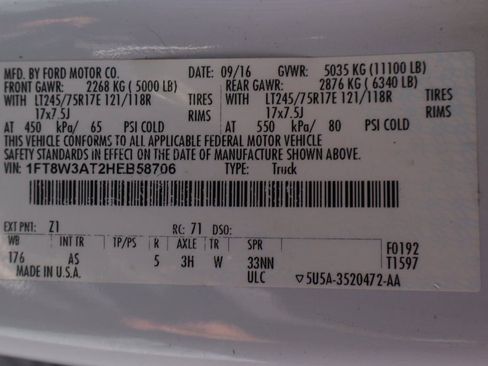 MFD. BY FORD MOTOR CO. DATE: 09/16 GVWR: 5035 KG (11100 LB)
FRONT GAWR: 2268 KG ( 5000 LB) REAR GAWR: 2876 KG ( 6340 LB)
WITH LT245/75R17E 121/118R TIRES WITH LT245/75R17E 121/118R TIRES
17x7.5J RIMS 17x7.5J RIMS
AT 450 kPa/ 65 PSI COLD AT 550 kPa/ 80 PSI COLD
THIS VEHICLE CONFORMS TO ALL APPLICABLE FEDERAL MOTOR VEHICLE
SAFETY STANDARDS IN EFFECT ON THE DATE OF MANUFACTURE SHOWN ABOVE.
VIN: 1FT8W3AT2HEB58706 TYPE: Truck
EXT PNT: Z1 RC: 71 DSO:
WB INT TR TP/PS R AXLE TR SPR F0192
176 AS 5 3H W 33NN T1597
MADE IN U.S.A. ULC ▽5U5A-3520472-AA